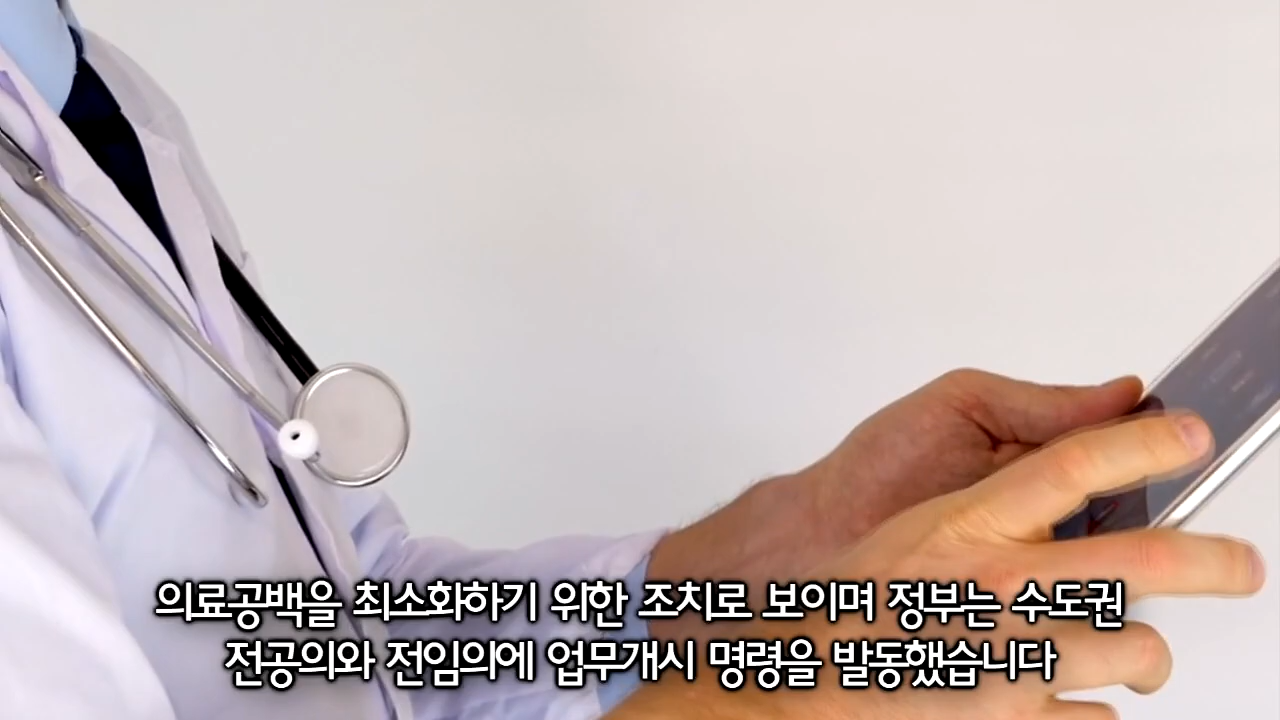 의료공백을 최소화하기 위한 조치로 보이며 정부는 수도권
전공의와 전임의에 업무개시 명령을 발동했습니다